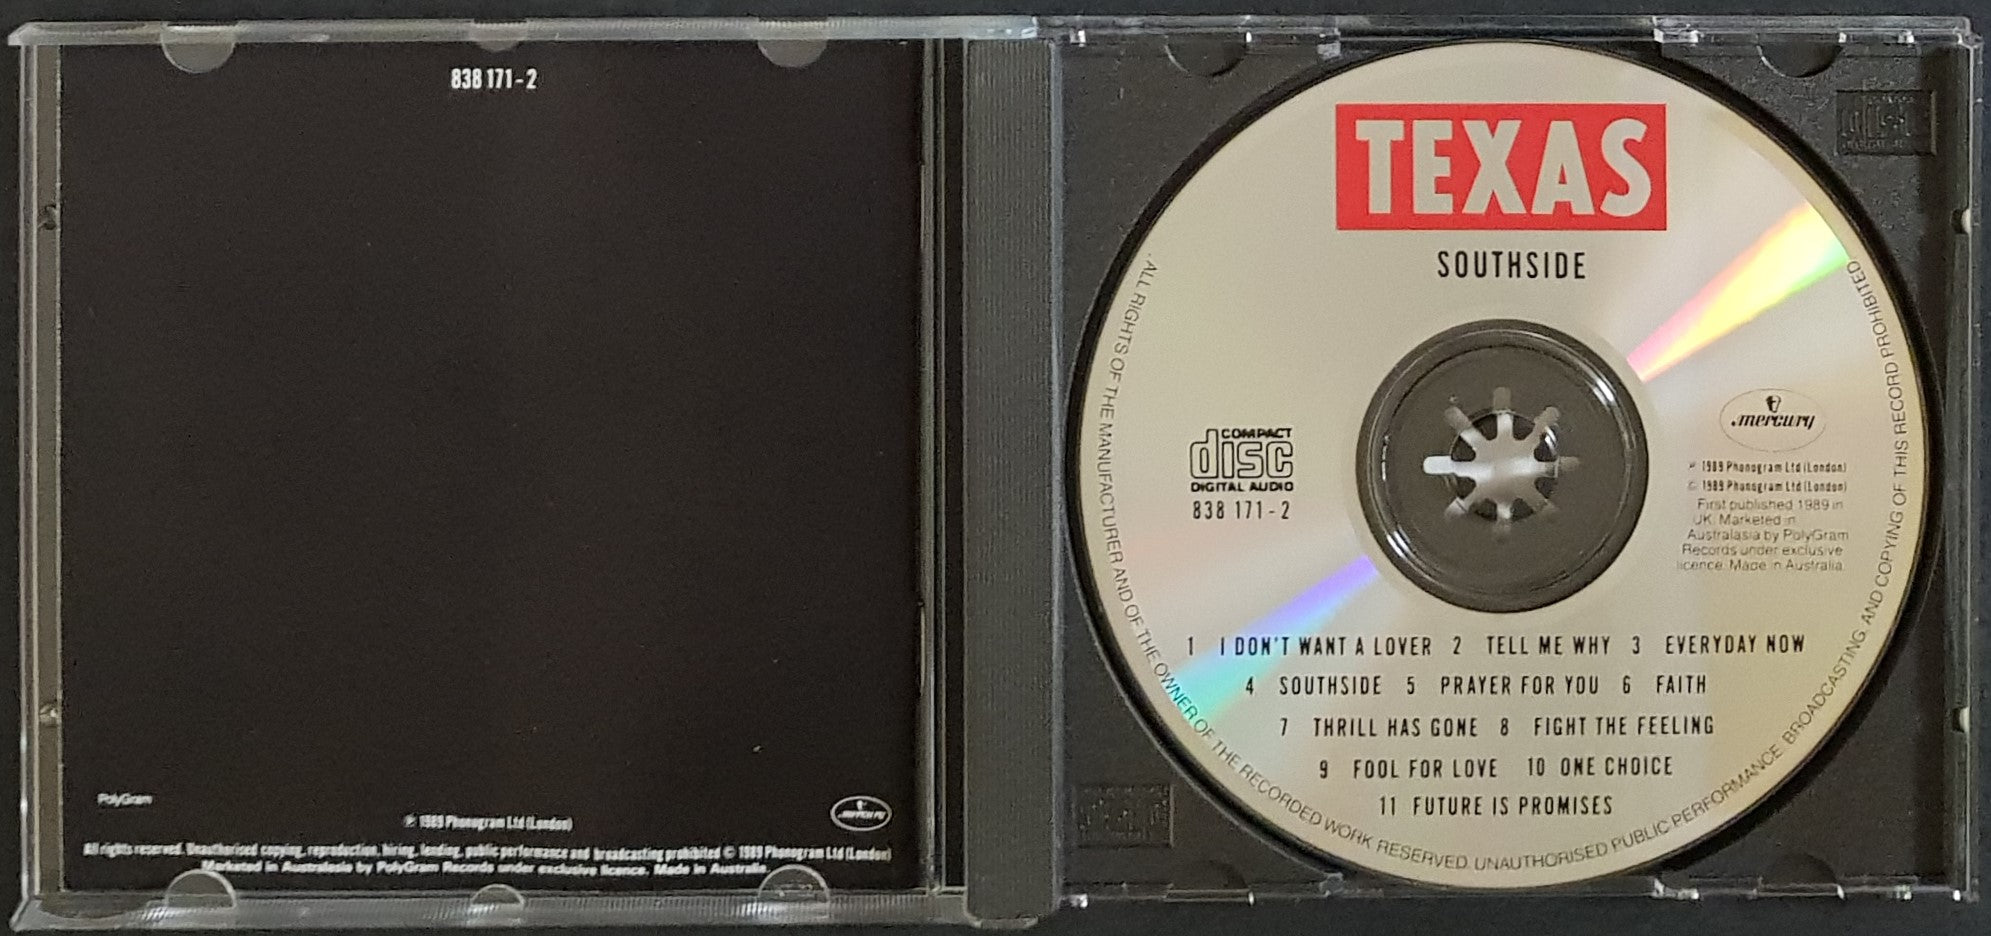 838 171-2
PolyGram
℗ 1989 Phonogram Ltd (London)
mercury
All rights reserved. Unauthorised copying, reproduction, hiring, lending, public performance and broadcasting prohibited © 1989 Phonogram Ltd (London)
Marketed in Australasia by PolyGram Records under exclusive licence. Made in Australia.
TEXAS
SOUTHSIDE
COMPACT
disc
DIGITAL AUDIO
838 171-2
mercury
℗ 1989 Phonogram Ltd (London)
© 1989 Phonogram Ltd (London)
First published 1989 in
UK. Marketed in
Australasia by PolyGram
Records under exclusive
licence. Made in Australia.
1 I DON'T WANT A LOVER 2 TELL ME WHY 3 EVERYDAY NOW
4 SOUTHSIDE 5 PRAYER FOR YOU 6 FAITH
7 THRILL HAS GONE 8 FIGHT THE FEELING
9 FOOL FOR LOVE 10 ONE CHOICE
11 FUTURE IS PROMISES
ALL RIGHTS OF THE MANUFACTURER AND OF THE OWNER OF THE RECORDED WORK RESERVED. UNAUTHORISED PUBLIC PERFORMANCE, BROADCASTING, AND COPYING OF THIS RECORD PROHIBITED